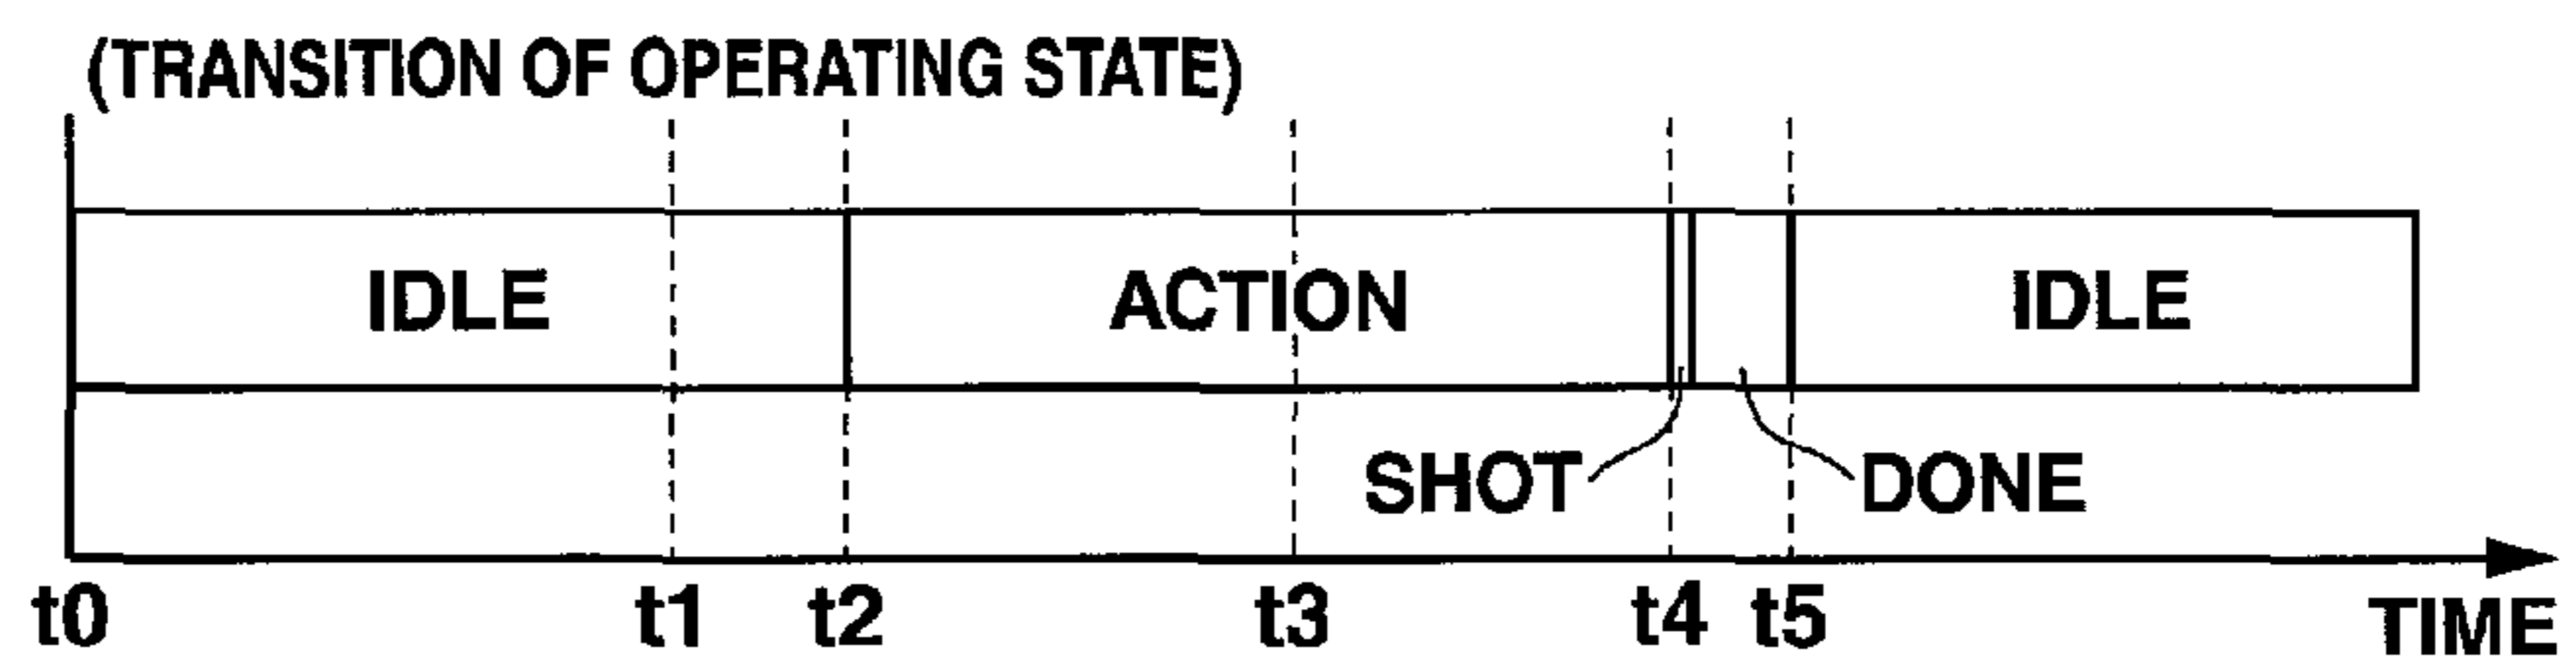 (TRANSITION OF OPERATING STATE)
IDLE ACTION IDLE
SHOT DONE
t0 t1 t2 t3 t4 t5 TIME